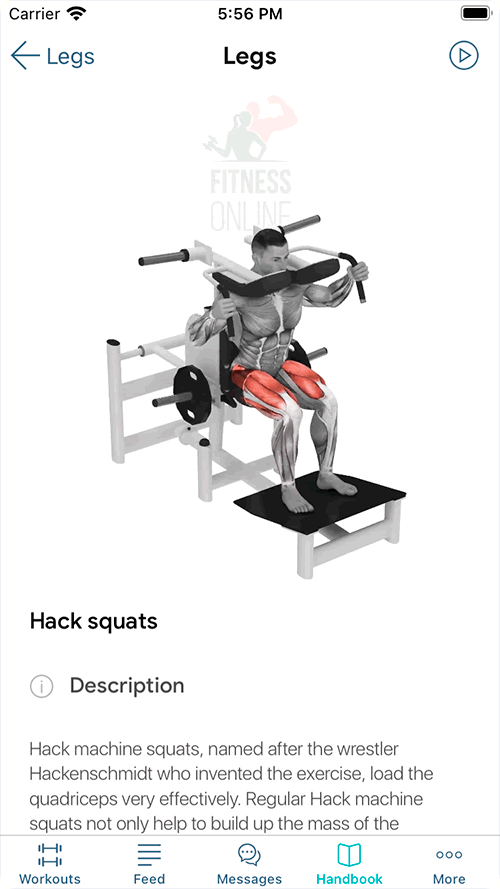 Carrier 5:56 PM
Legs Legs
FITNESS
ONLINE
Hack squats
Description
Hack machine squats, named after the wrestler
Hackenschmidt who invented the exercise, load the
quadriceps very effectively. Regular Hack machine
squats not only help to build up the mass of the
Workouts Feed Messages Handbook More